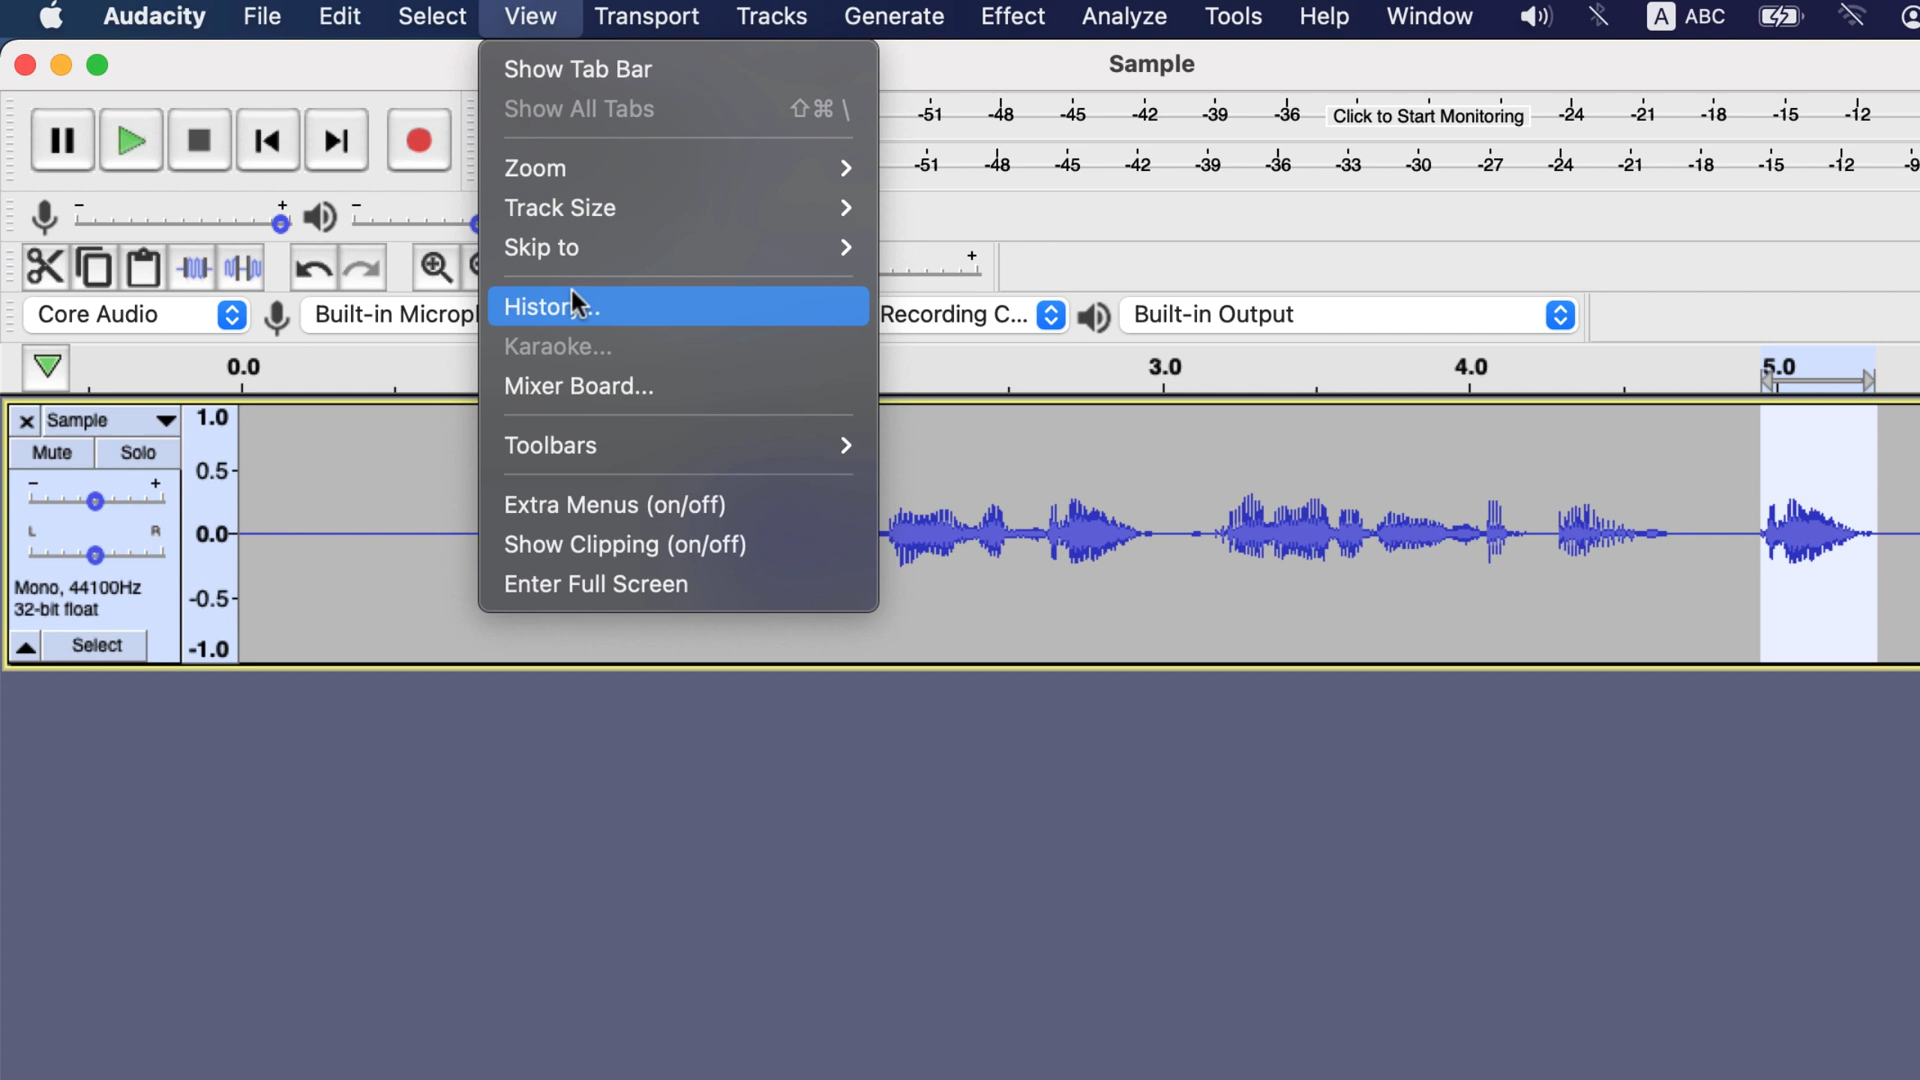 Audacity File Edit Select View Transport Tracks Generate Effect Analyze Tools Help Window A ABC
Sample
Show Tab Bar
Show All Tabs ⇧⌘\
Zoom
Track Size
Skip to
Karaoke...
Mixer Board...
Toolbars
Extra Menus (on/off)
Show Clipping (on/off)
Enter Full Screen
-51 -48 -45 -42 -39 -36 Click to Start Monitoring -24 -21 -18 -15 -12
-51 -48 -45 -42 -39 -36 -33 -30 -27 -24 -21 -18 -15 -12 -9
- + -
+
Core Audio Built-in Recording C... Built-in Output
0.0 3.0 4.0 5.0
Sample
Mute Solo
- +
L R
Mono, 44100Hz
32-bit float
Select
1.0
0.5
0.0
-0.5
-1.0